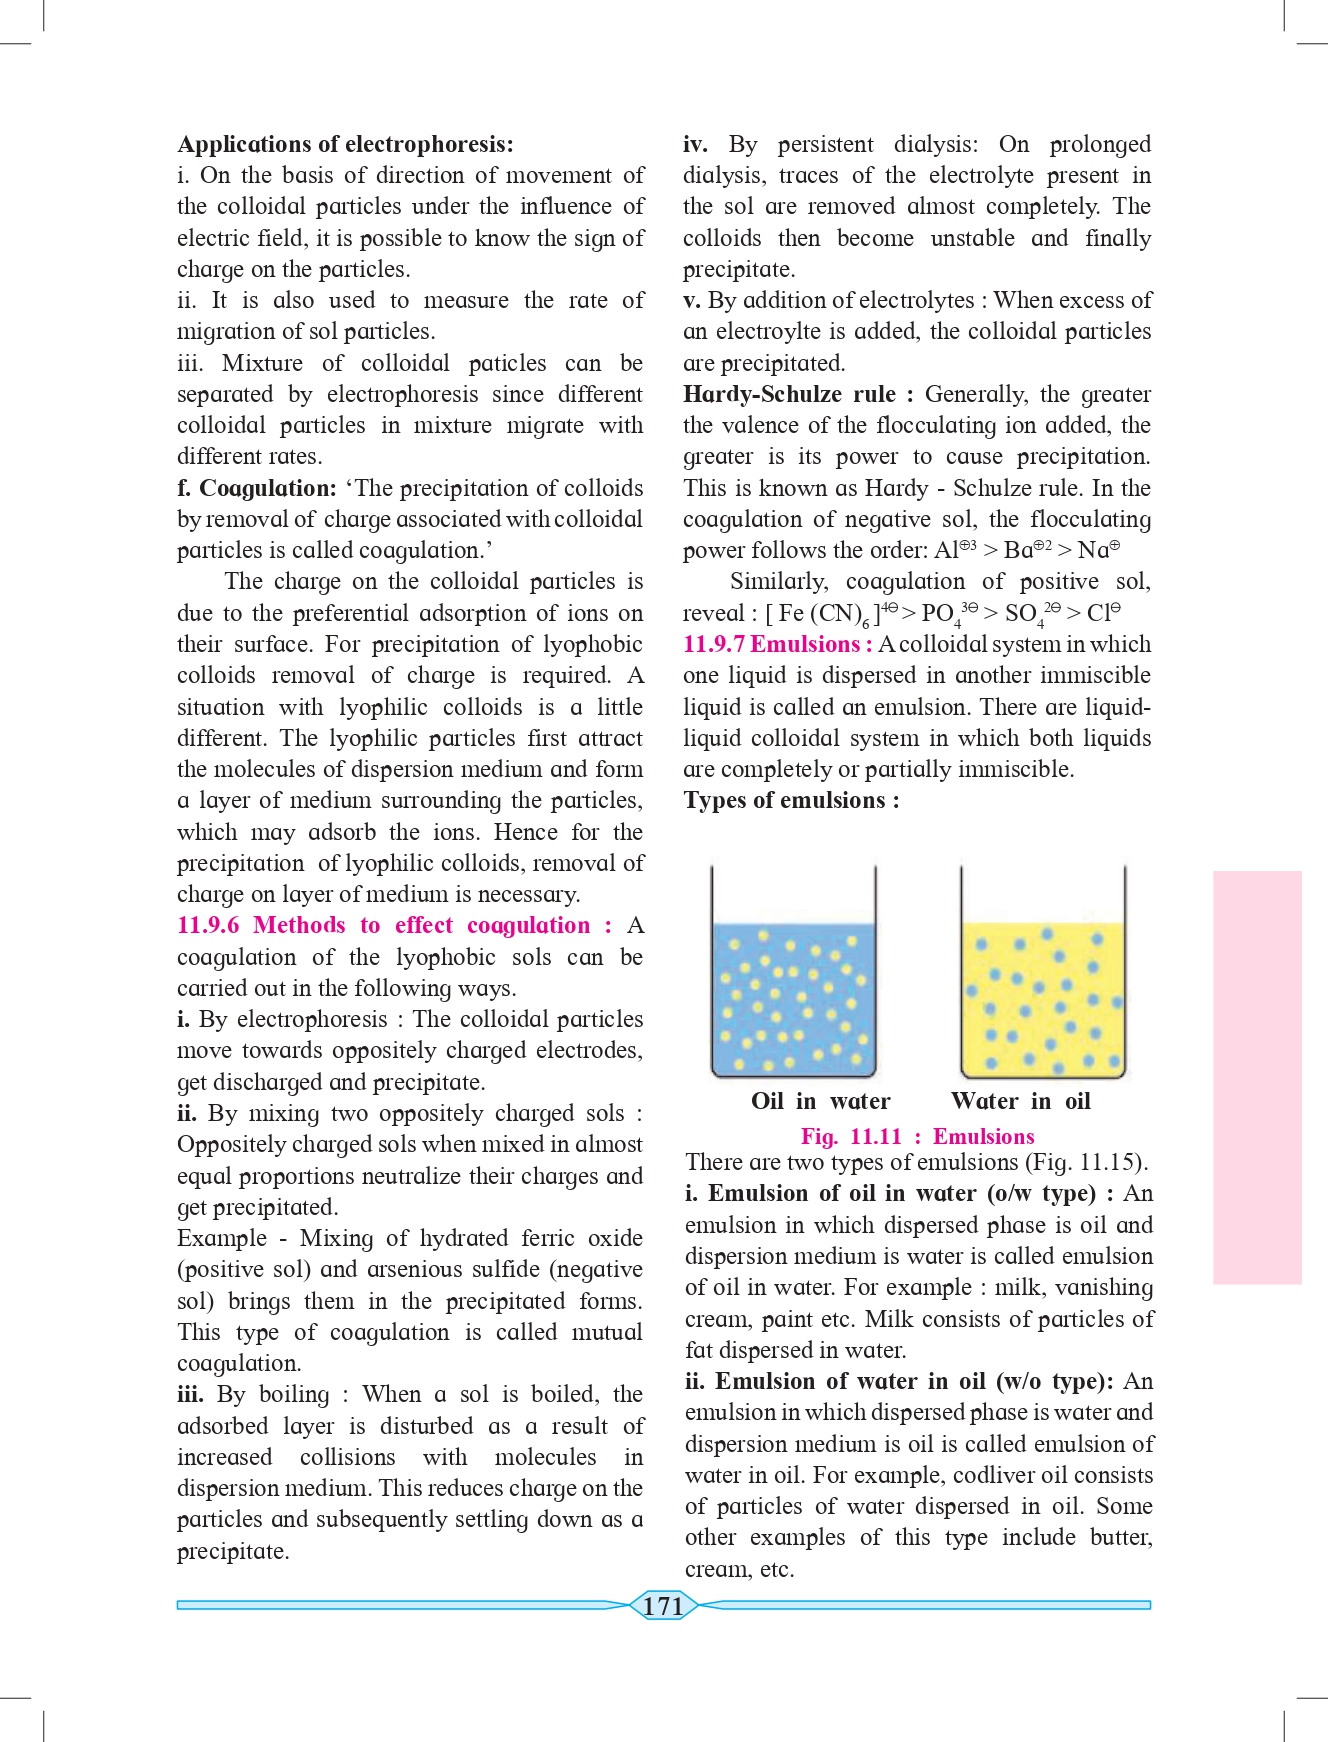 Applications of electrophoresis:
i. On the basis of direction of movement of
the colloidal particles under the influence of
electric field, it is possible to know the sign of
charge on the particles.
ii. It is also used to measure the rate of
migration of sol particles.
iii. Mixture of colloidal paticles can be
separated by electrophoresis since different
colloidal particles in mixture migrate with
different rates.
f. Coagulation: ‘The precipitation of colloids
by removal of charge associated with colloidal
particles is called coagulation.’
The charge on the colloidal particles is
due to the preferential adsorption of ions on
their surface. For precipitation of lyophobic
colloids removal of charge is required. A
situation with lyophilic colloids is a little
different. The lyophilic particles first attract
the molecules of dispersion medium and form
a layer of medium surrounding the particles,
which may adsorb the ions. Hence for the
precipitation of lyophilic colloids, removal of
charge on layer of medium is necessary.
11.9.6 Methods to effect coagulation : A
coagulation of the lyophobic sols can be
carried out in the following ways.
i. By electrophoresis : The colloidal particles
move towards oppositely charged electrodes,
get discharged and precipitate.
ii. By mixing two oppositely charged sols :
Oppositely charged sols when mixed in almost
equal proportions neutralize their charges and
get precipitated.
Example - Mixing of hydrated ferric oxide
(positive sol) and arsenious sulfide (negative
sol) brings them in the precipitated forms.
This type of coagulation is called mutual
coagulation.
iii. By boiling : When a sol is boiled, the
adsorbed layer is disturbed as a result of
increased collisions with molecules in
dispersion medium. This reduces charge on the
particles and subsequently settling down as a
precipitate.
iv. By persistent dialysis: On prolonged
dialysis, traces of the electrolyte present in
the sol are removed almost completely. The
colloids then become unstable and finally
precipitate.
v. By addition of electrolytes : When excess of
an electroylte is added, the colloidal particles
are precipitated.
Hardy-Schulze rule : Generally, the greater
the valence of the flocculating ion added, the
greater is its power to cause precipitation.
This is known as Hardy - Schulze rule. In the
coagulation of negative sol, the flocculating
power follows the order: Al⊕³ > Ba⊕² > Na⊕
Similarly, coagulation of positive sol,
reveal : [ Fe (CN)₆ ]⁴⊖ > PO₄³⊖ > SO₄²⊖ > Cl⊖
11.9.7 Emulsions : A colloidal system in which
one liquid is dispersed in another immiscible
liquid is called an emulsion. There are liquid-
liquid colloidal system in which both liquids
are completely or partially immiscible.
Types of emulsions :
Oil in water Water in oil
Fig. 11.11 : Emulsions
There are two types of emulsions (Fig. 11.15).
i. Emulsion of oil in water (o/w type) : An
emulsion in which dispersed phase is oil and
dispersion medium is water is called emulsion
of oil in water. For example : milk, vanishing
cream, paint etc. Milk consists of particles of
fat dispersed in water.
ii. Emulsion of water in oil (w/o type): An
emulsion in which dispersed phase is water and
dispersion medium is oil is called emulsion of
water in oil. For example, codliver oil consists
of particles of water dispersed in oil. Some
other examples of this type include butter,
cream, etc.
171